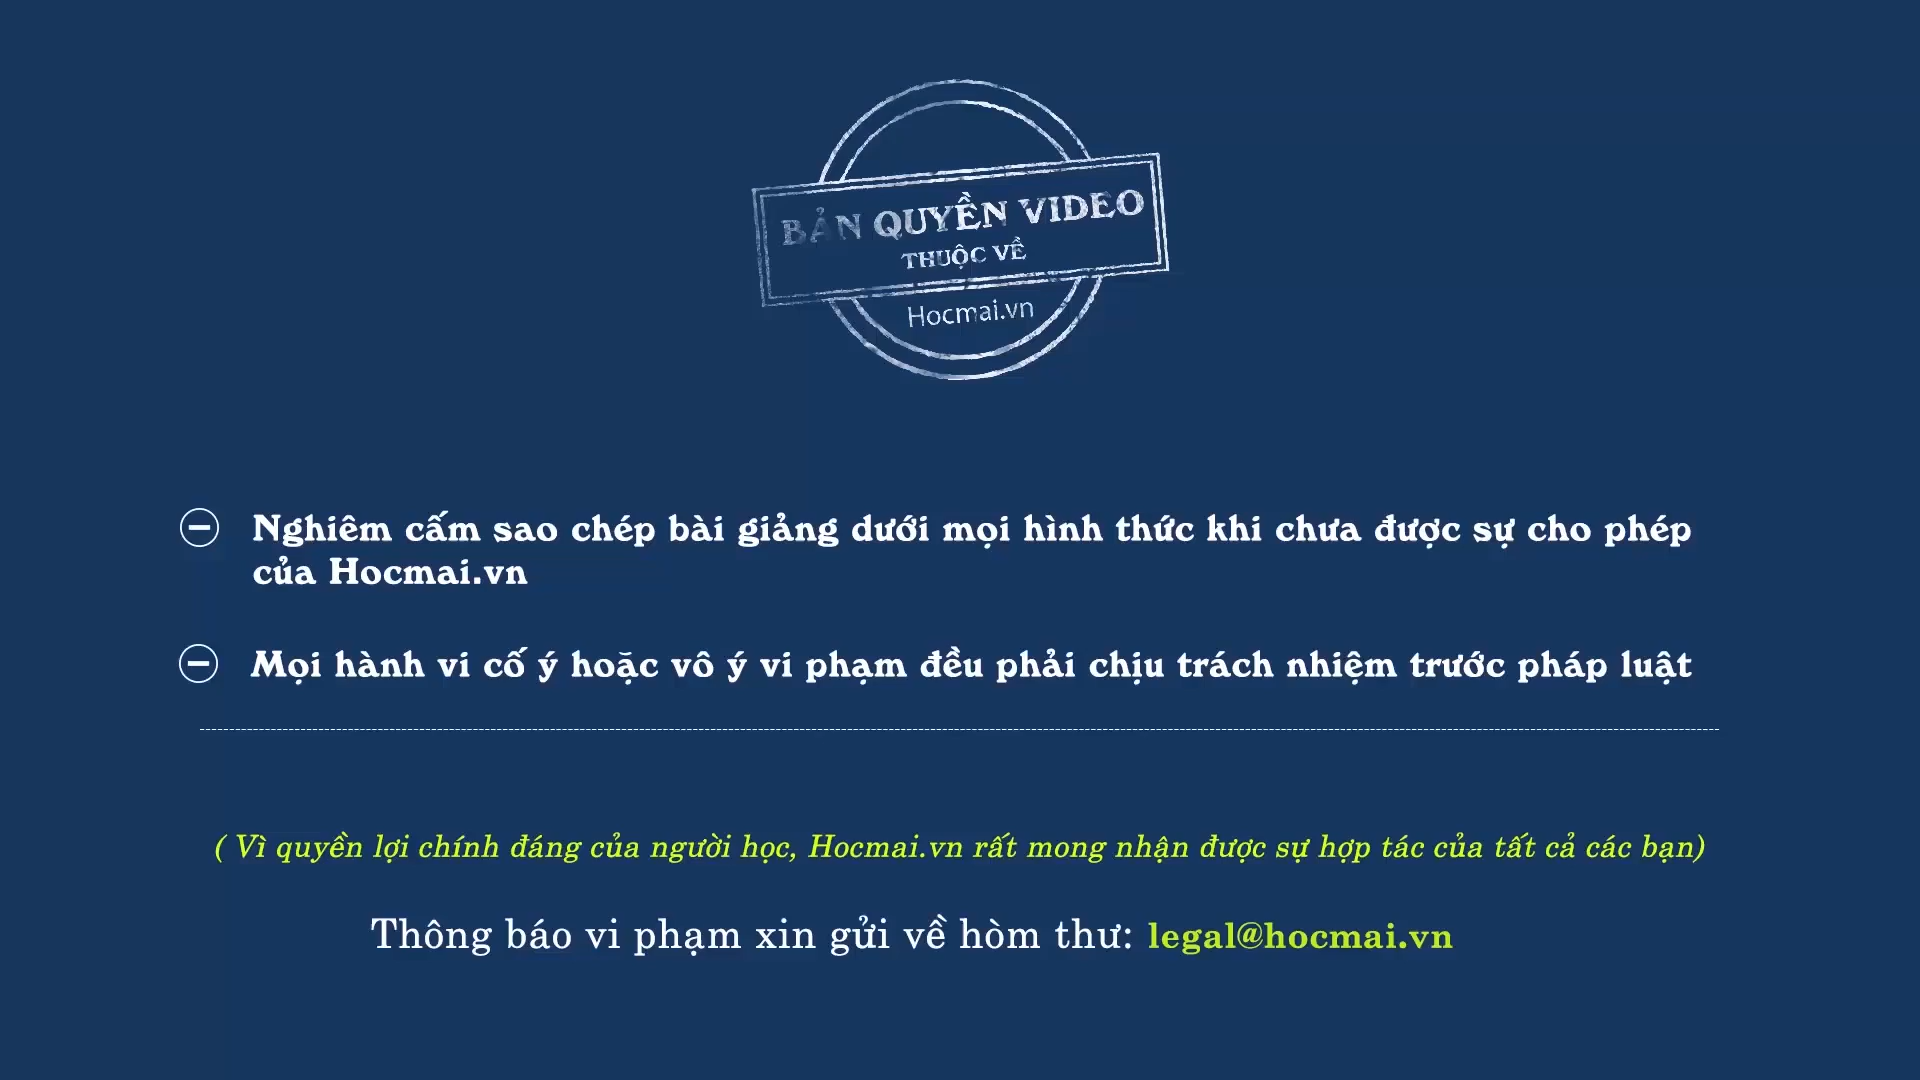 BẢN QUYỀN VIDEO
THUỘC VỀ
Hocmai.vn
Nghiêm cấm sao chép bài giảng dưới mọi hình thức khi chưa được sự cho phép
của Hocmai.vn
Mọi hành vi cố ý hoặc vô ý vi phạm đều phải chịu trách nhiệm trước pháp luật
( Vì quyền lợi chính đáng của người học, Hocmai.vn rất mong nhận được sự hợp tác của tất cả các bạn)
Thông báo vi phạm xin gửi về hòm thư: legal@hocmai.vn